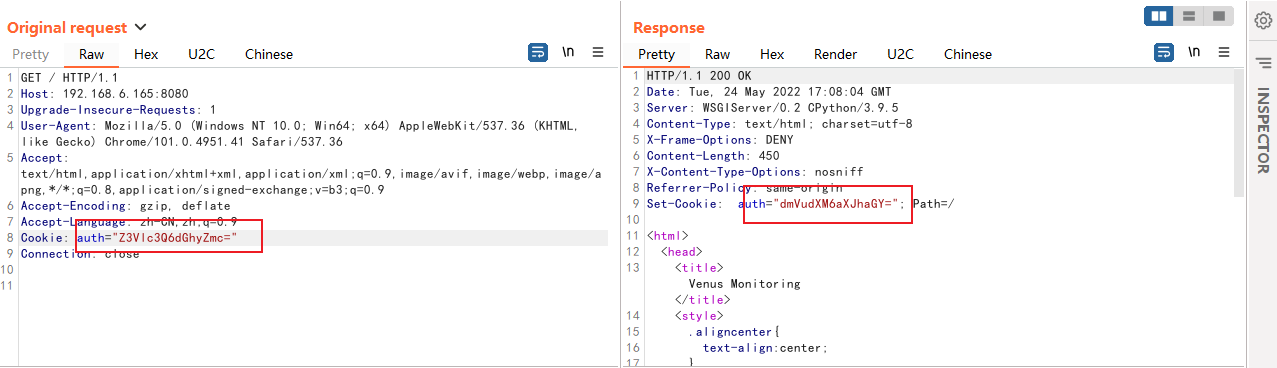 Original request
Pretty Raw Hex U2C Chinese \n
1 GET / HTTP/1.1
2 Host: 192.168.6.165:8080
3 Upgrade-Insecure-Requests: 1
4 User-Agent: Mozilla/5.0 (Windows NT 10.0; Win64; x64) AppleWebKit/537.36 (KHTML,
like Gecko) Chrome/101.0.4951.41 Safari/537.36
5 Accept:
text/html,application/xhtml+xml,application/xml;q=0.9,image/avif,image/webp,image/a
png,*/*;q=0.8,application/signed-exchange;v=b3;q=0.9
6 Accept-Encoding: gzip, deflate
7 Accept-Language: zh-CN,zh;q=0.9
8 Cookie: auth="Z3Vlc3Q6dGhyZmc="
9 Connection: close
10
11
Response
Pretty Raw Hex Render U2C Chinese \n
1 HTTP/1.1 200 OK
2 Date: Tue, 24 May 2022 17:08:04 GMT
3 Server: WSGIServer/0.2 CPython/3.9.5
4 Content-Type: text/html; charset=utf-8
5 X-Frame-Options: DENY
6 Content-Length: 450
7 X-Content-Type-Options: nosniff
8 Referrer-Policy: same-origin
9 Set-Cookie:  auth="dmVudXM6aXJhaGY="; Path=/
10
11 <html>
12 <head>
13 <title>
Venus Monitoring
</title>
14 <style>
15 .aligncenter{
16 text-align:center;
17 }
INSPECTOR